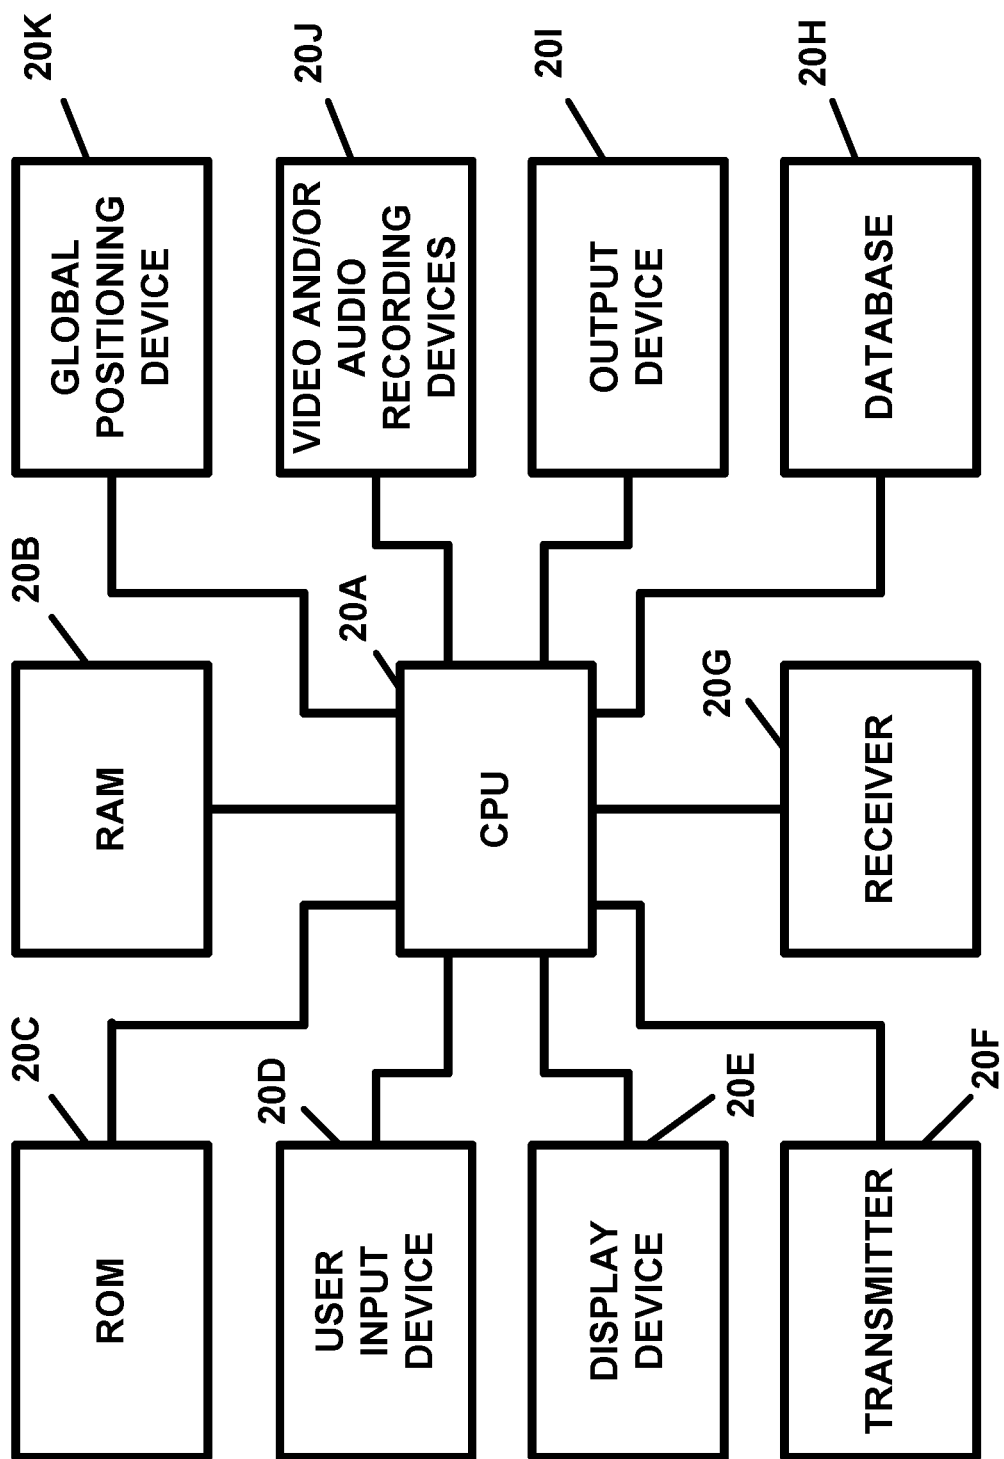 20C
ROM
20B
RAM
20K
GLOBAL
POSITIONING
DEVICE
20D
USER
INPUT
DEVICE
20A
CPU
20J
VIDEO AND/OR
AUDIO
RECORDING
DEVICES
20E
DISPLAY
DEVICE
20I
OUTPUT
DEVICE
20F
TRANSMITTER
20G
RECEIVER
20H
DATABASE